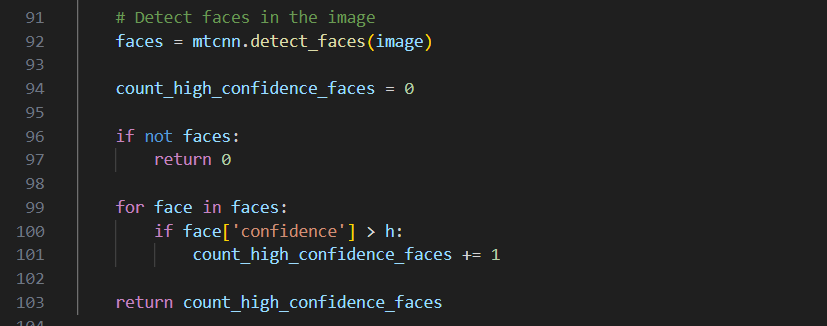 91 # Detect faces in the image
92 faces = mtcnn.detect_faces(image)
93
94 count_high_confidence_faces = 0
95
96 if not faces:
97 return 0
98
99 for face in faces:
100 if face['confidence'] > h:
101 count_high_confidence_faces += 1
102
103 return count_high_confidence_faces
104